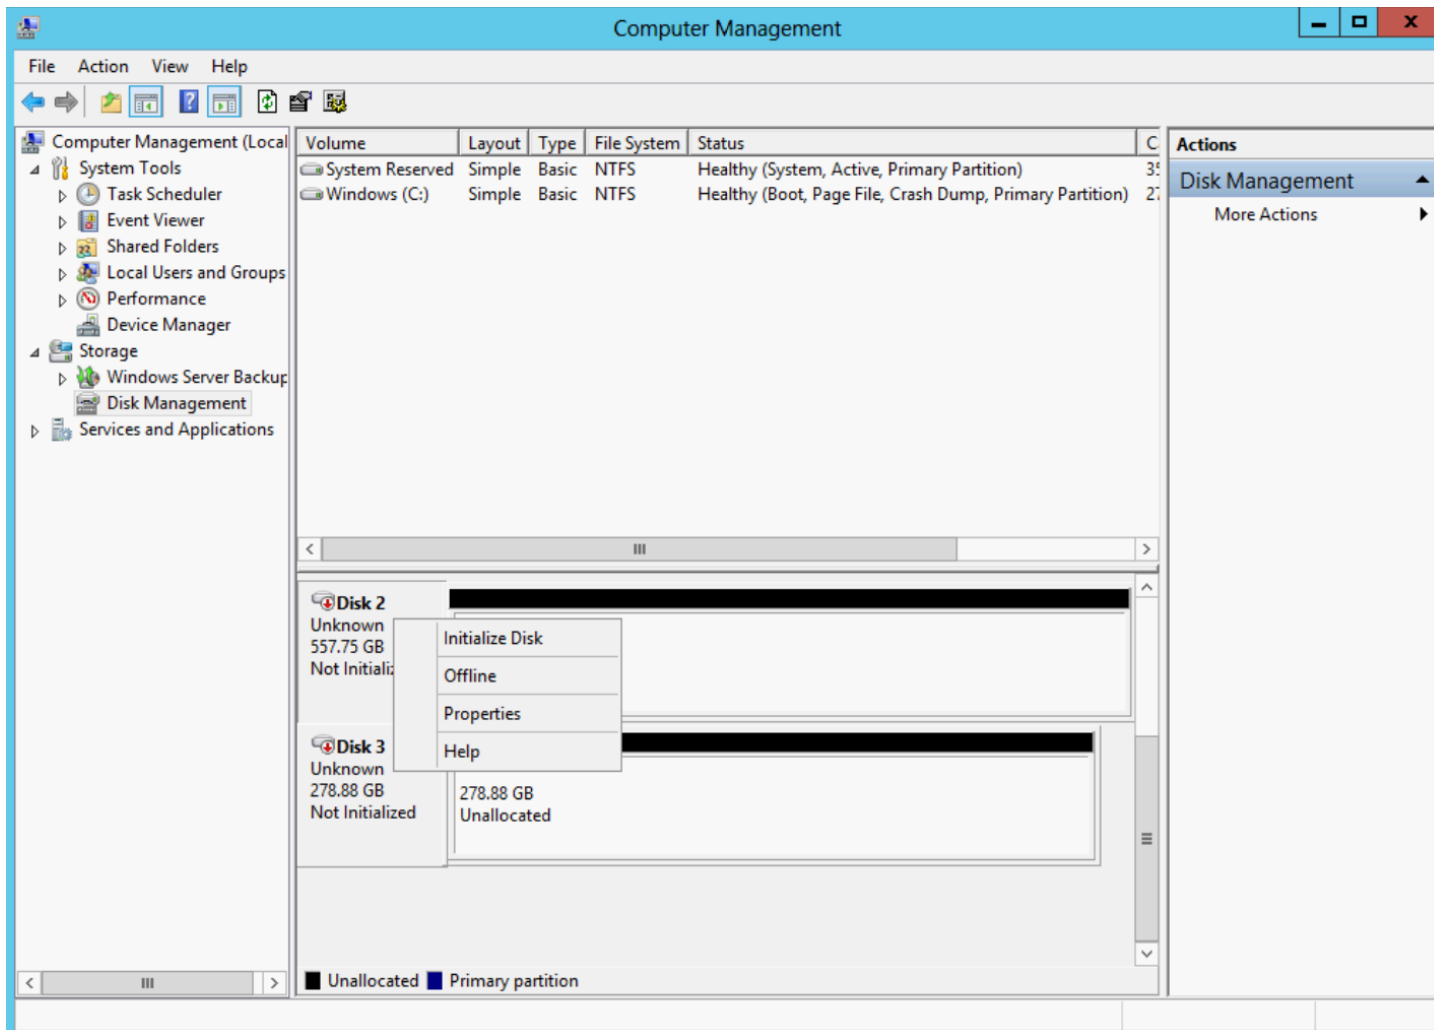 Computer Management
File Action View Help
Computer Management (Local
System Tools
Task Scheduler
Event Viewer
Shared Folders
Local Users and Groups
Performance
Device Manager
Storage
Windows Server Backup
Disk Management
Services and Applications
Volume Layout Type File System Status C
System Reserved Simple Basic NTFS Healthy (System, Active, Primary Partition) 35
Windows (C:) Simple Basic NTFS Healthy (Boot, Page File, Crash Dump, Primary Partition) 27
Disk 2
Unknown
557.75 GB
Not Initializ
Initialize Disk
Offline
Properties
Help
Disk 3
Unknown
278.88 GB
Not Initialized
278.88 GB
Unallocated
Unallocated Primary partition
Actions
Disk Management
More Actions